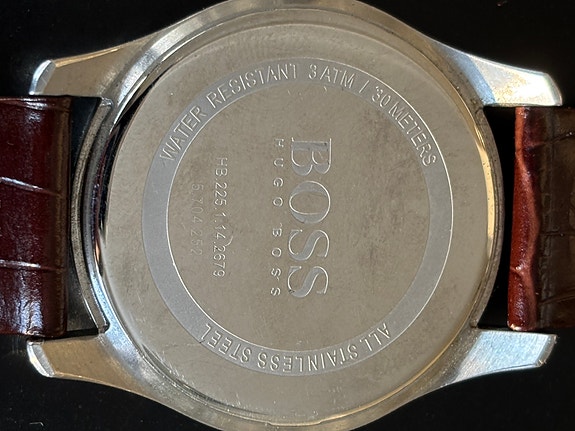 WATER RESISTANT 3ATM / 30 METERS
BOSS
HUGO BOSS
HB.225.1.14.2679
ALL STAINLESS STEEL